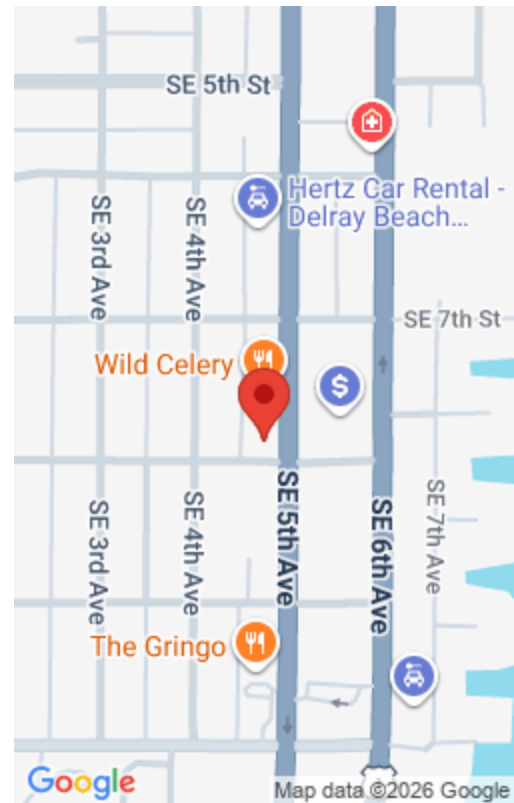 SE 5th St
Hertz Car Rental -
Delray Beach...
SE 3rd Ave
SE 4th Ave
SE 7th St
Wild Celery
$
SE 3rd Ave
SE 4th Ave
SE 5th Ave
SE 6th Ave
SE 7th Ave
The Gringo
Google
Map data ©2026 Google